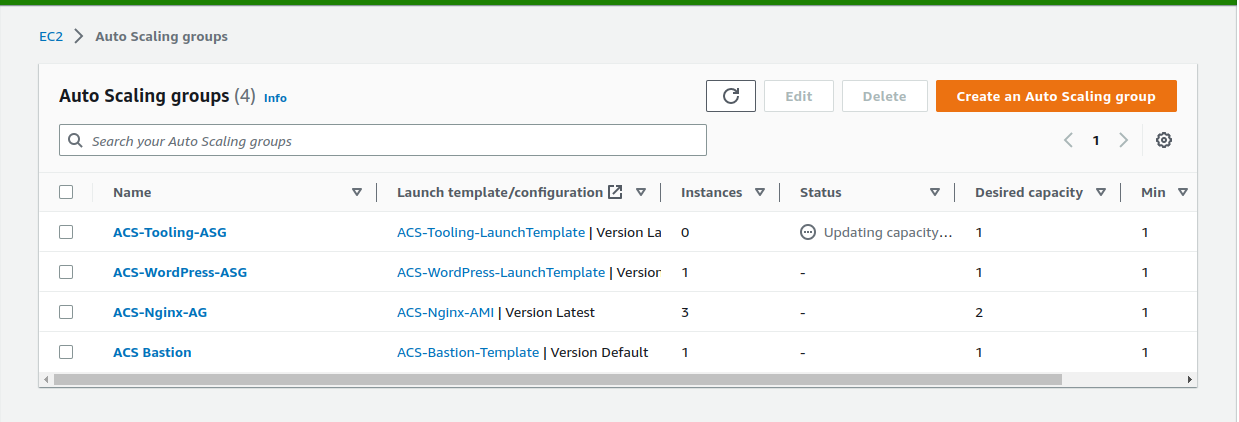 EC2 Auto Scaling groups
Auto Scaling groups (4) Info Edit Delete Create an Auto Scaling group
Search your Auto Scaling groups 1
Name Launch template/configuration Instances Status Desired capacity Min
ACS-Tooling-ASG ACS-Tooling-LaunchTemplate | Version La 0 Updating capacity... 1 1
ACS-WordPress-ASG ACS-WordPress-LaunchTemplate | Version 1 - 1 1
ACS-Nginx-AG ACS-Nginx-AMI | Version Latest 3 - 2 1
ACS Bastion ACS-Bastion-Template | Version Default 1 - 1 1